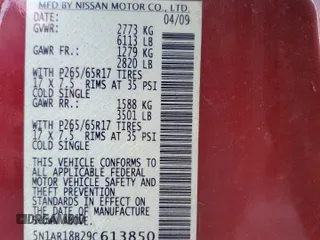 MFD BY NISSAN MOTOR CO., LTD.
DATE: 04/09
GVWR: 2773 KG
6113 LB
GAWR FR.: 1279 KG
2820 LB
WITH P265/65R17 TIRES
17 X 7.5 RIMS AT 35 PSI
COLD SINGLE
GAWR RR.: 1588 KG
3501 LB
WITH P265/65R17 TIRES
17 X 7.5 RIMS AT 35 PSI
COLD SINGLE
THIS VEHICLE CONFORMS
TO ALL APPLICABLE FEDERAL
MOTOR VEHICLE SAFETY AND
THEFT PREVENTION
STANDARDS IN EFFECT ON
THE DATE OF MANUFACTURE
SHOWN ABOVE
5N1AR18B29C613850